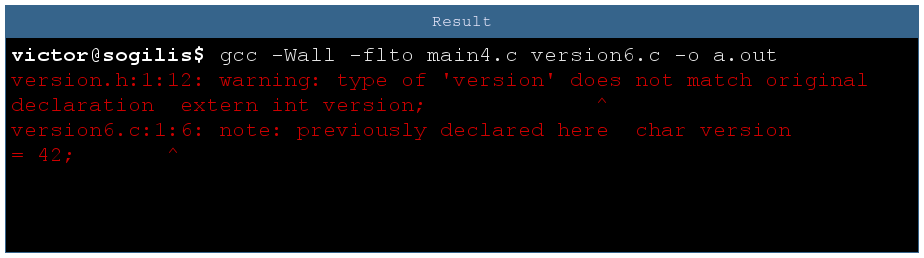 Result
victor@sogilis$ gcc -Wall -flto main4.c version6.c -o a.out
version.h:1:12: warning: type of 'version' does not match original
declaration  extern int version;             ^
version6.c:1:6: note: previously declared here  char version
= 42;       ^